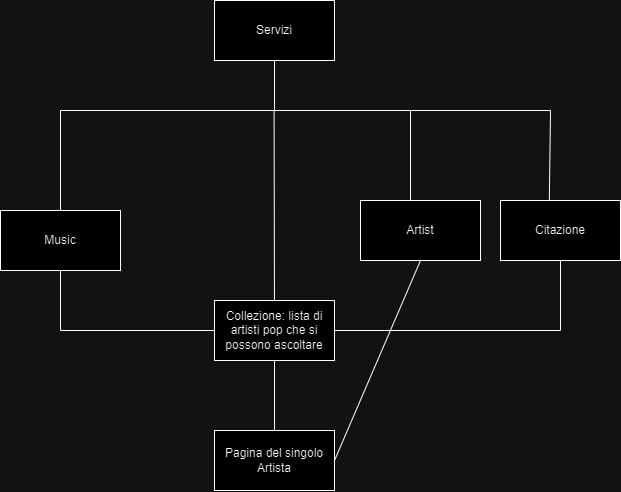 Servizi
Music
Artist
Citazione
Collezione: lista di
artisti pop che si
possono ascoltare
Pagina del singolo
Artista